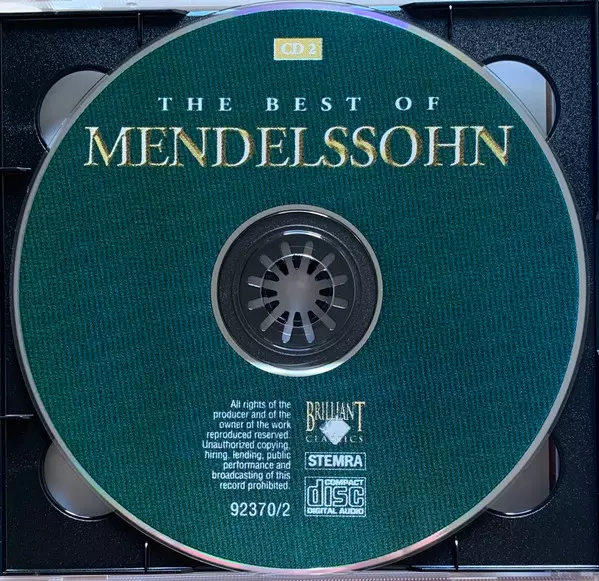 CD 2
THE BEST OF
MENDELSSOHN
All rights of the
producer and of the
owner of the work
reproduced reserved.
Unauthorized copying,
hiring, lending, public
performance and
broadcasting of this
record prohibited.
92370/2
BRILLIANT
CLASSICS
STEMRA
COMPACT
disc
DIGITAL AUDIO